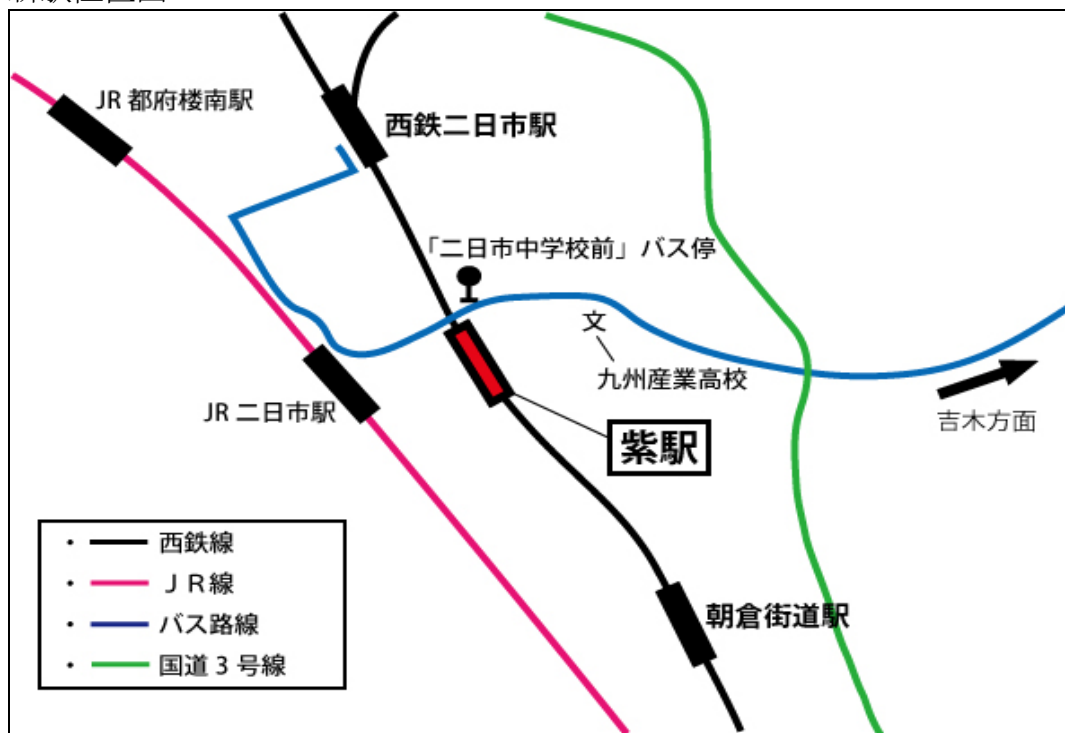 JR 都府楼南駅
西鉄二日市駅
「二日市中学校前」バス停
文
九州産業高校
JR 二日市駅
吉木方面
紫駅
朝倉街道駅
・ 西鉄線
・ ＪＲ線
・ バス路線
・ 国道３号線